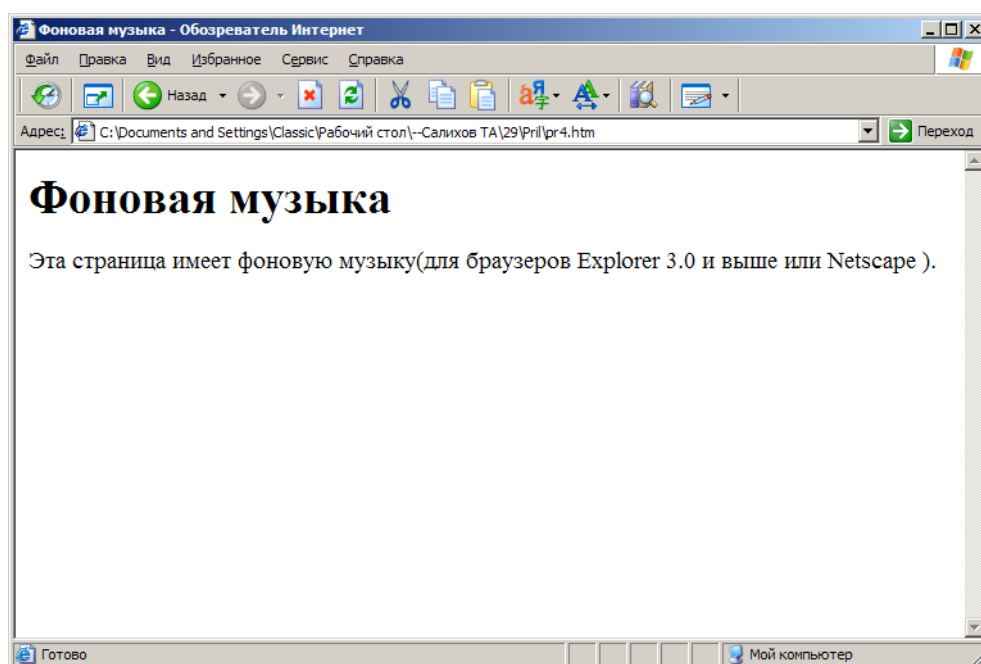 Фоновая музыка - Обозреватель Интернет
Файл Правка Вид Избранное Сервис Справка
Назад
Адрес: C:\Documents and Settings\Classic\Рабочий стол\--Салихов ТА\29\Pril\pr4.htm Переход
Фоновая музыка
Эта страница имеет фоновую музыку(для браузеров Explorer 3.0 и выше или Netscape ).
Готово Мой компьютер